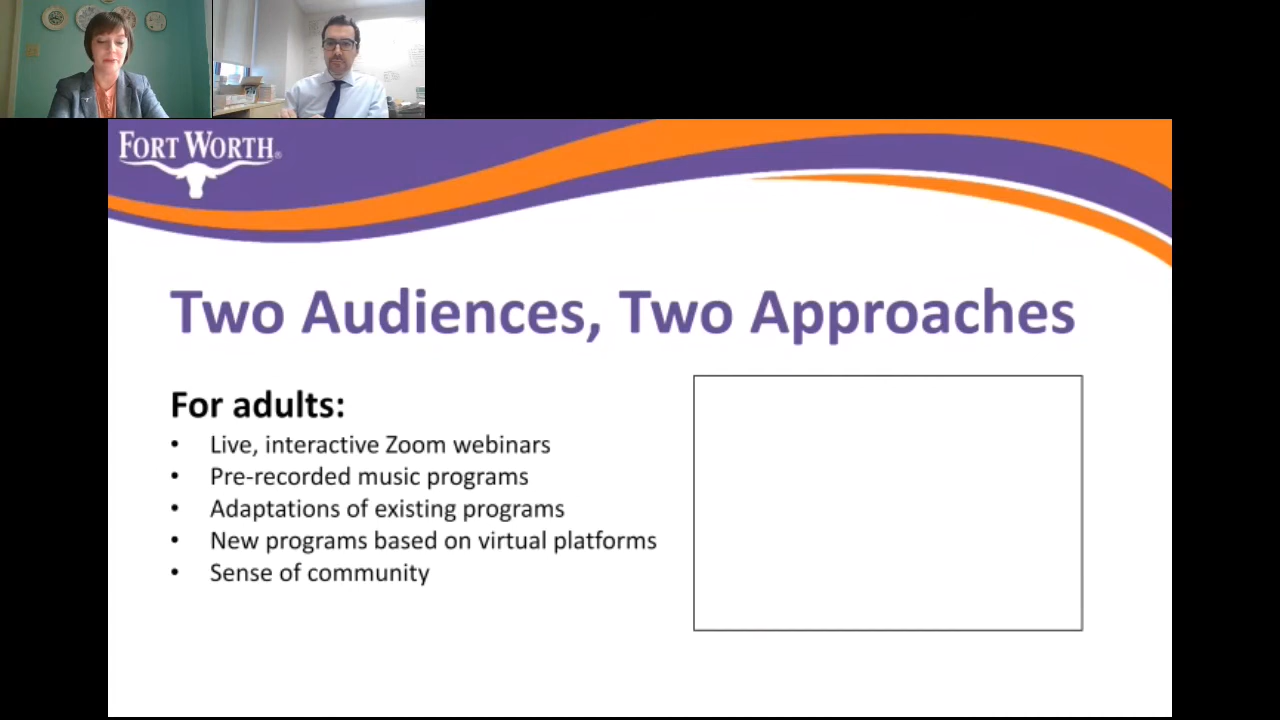 FORT WORTH®
Two Audiences, Two Approaches
For adults:
• Live, interactive Zoom webinars
• Pre-recorded music programs
• Adaptations of existing programs
• New programs based on virtual platforms
• Sense of community